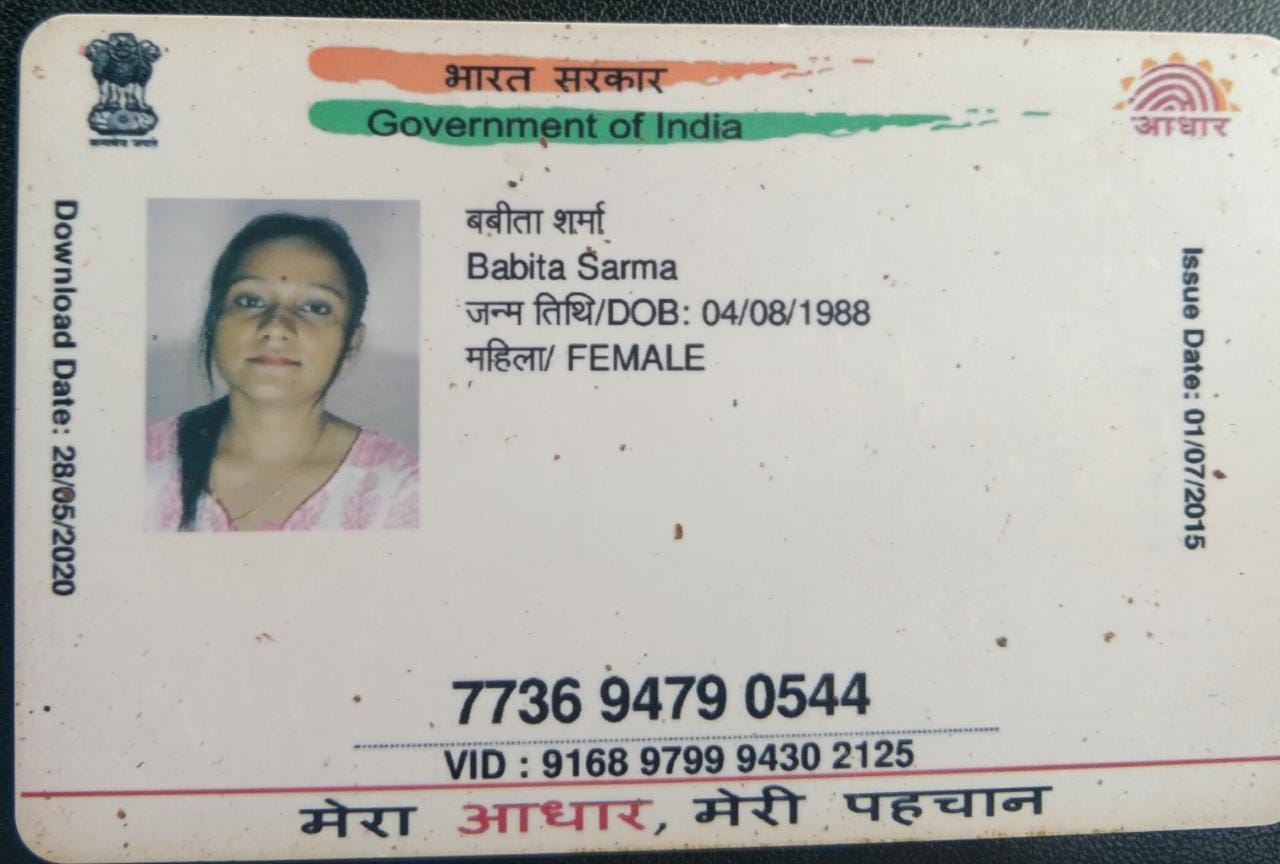 भारत सरकार
Government of India
आधार
Download Date: 28/05/2020
बबीता शर्मा
Babita Sarma
जन्म तिथि/DOB: 04/08/1988
महिला/ FEMALE
Issue Date: 01/07/2015
7736 9479 0544
VID : 9168 9799 9430 2125
मेरा आधार, मेरी पहचान